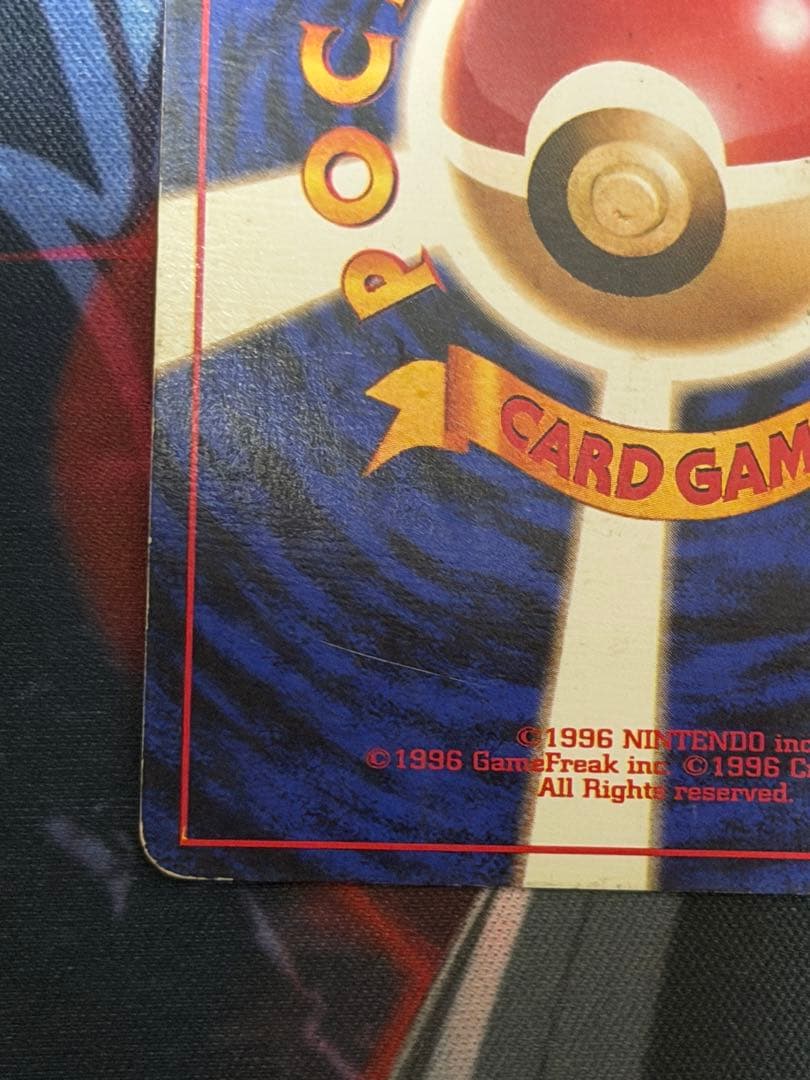 POC
CARD GAM
©1996 NINTENDO inc
©1996 GameFreak inc. ©1996 C
All Rights reserved.